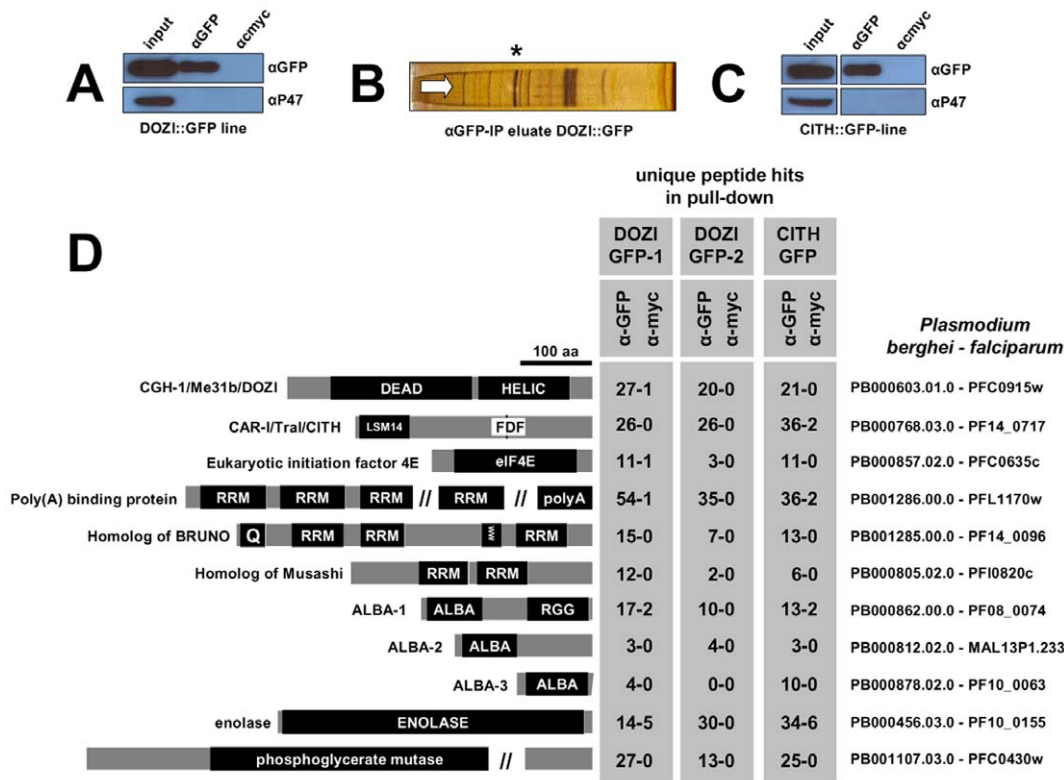 A
input αGFP αcmyc
αGFP
αP47
DOZI::GFP line
B
*
αGFP-IP eluate DOZI::GFP
C
input αGFP αcmyc
αGFP
αP47
CITH::GFP-line
D
unique peptide hits
in pull-down
DOZI GFP-1 DOZI GFP-2 CITH GFP
α-GFP α-myc α-GFP α-myc α-GFP α-myc
Plasmodium
berghei - falciparum
100 aa
CGH-1/Me31b/DOZI DEAD HELIC 27-1 20-0 21-0 PB000603.01.0 - PFC0915w
CAR-I/Tral/CITH LSM14 FDF 26-0 26-0 36-2 PB000768.03.0 - PF14_0717
Eukaryotic initiation factor 4E eIF4E 11-1 3-0 11-0 PB000857.02.0 - PFC0635c
Poly(A) binding protein RRM RRM RRM // RRM // polyA 54-1 35-0 36-2 PB001286.00.0 - PFL1170w
Homolog of BRUNO Q RRM RRM WW RRM 15-0 7-0 13-0 PB001285.00.0 - PF14_0096
Homolog of Musashi RRM RRM 12-0 2-0 6-0 PB000805.02.0 - PFI0820c
ALBA-1 ALBA RGG 17-2 10-0 13-2 PB000862.00.0 - PF08_0074
ALBA-2 ALBA 3-0 4-0 3-0 PB000812.02.0 - MAL13P1.233
ALBA-3 ALBA 4-0 0-0 10-0 PB000878.02.0 - PF10_0063
enolase ENOLASE 14-5 30-0 34-6 PB000456.03.0 - PF10_0155
phosphoglycerate mutase // 27-0 13-0 25-0 PB001107.03.0 - PFC0430w